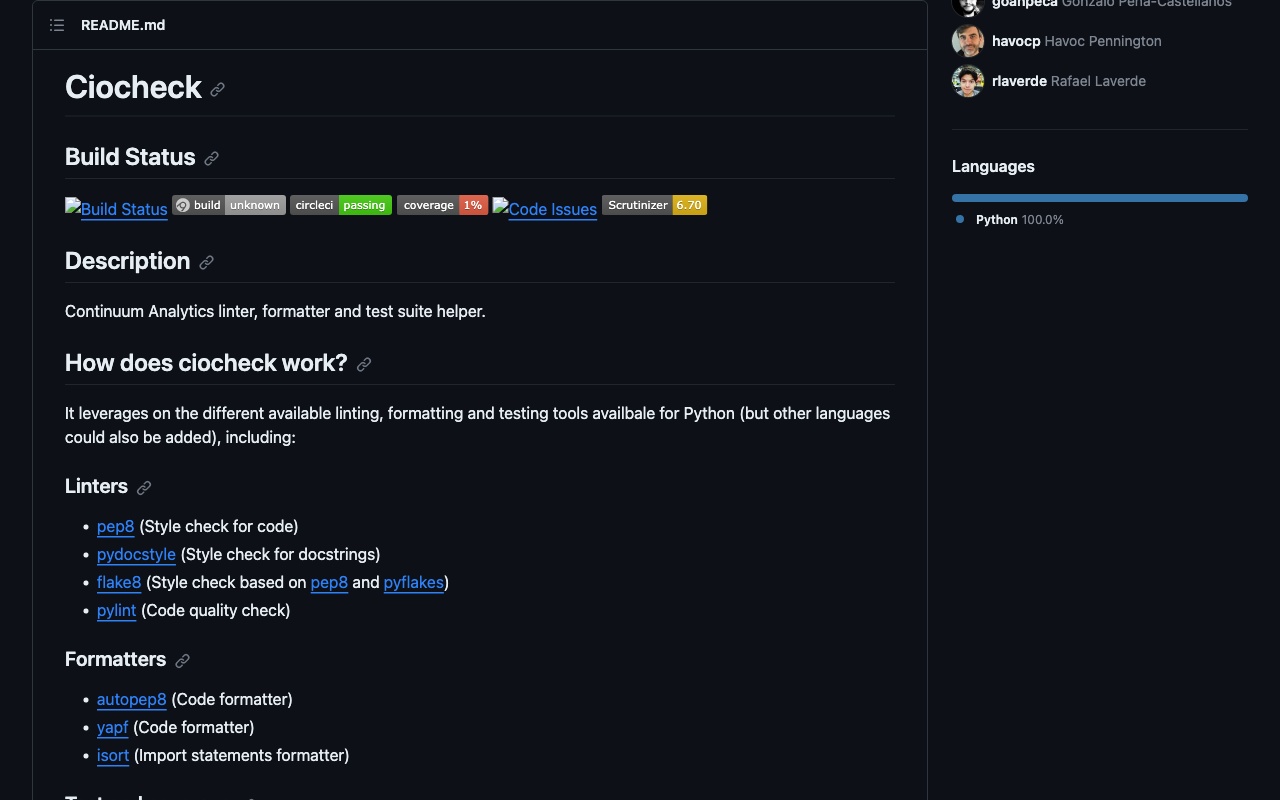 README.md
Ciocheck
Build Status
Build Status build unknown circleci passing coverage 1% Code Issues Scrutinizer 6.70
Description
Continuum Analytics linter, formatter and test suite helper.
How does ciocheck work?
It leverages on the different available linting, formatting and testing tools availbale for Python (but other languages
could also be added), including:
Linters
• pep8 (Style check for code)
• pydocstyle (Style check for docstrings)
• flake8 (Style check based on pep8 and pyflakes)
• pylint (Code quality check)
Formatters
• autopep8 (Code formatter)
• yapf (Code formatter)
• isort (Import statements formatter)
goanpeca Gonzalo Peña-Castellanos
havocp Havoc Pennington
rlaverde Rafael Laverde
Languages
Python 100.0%